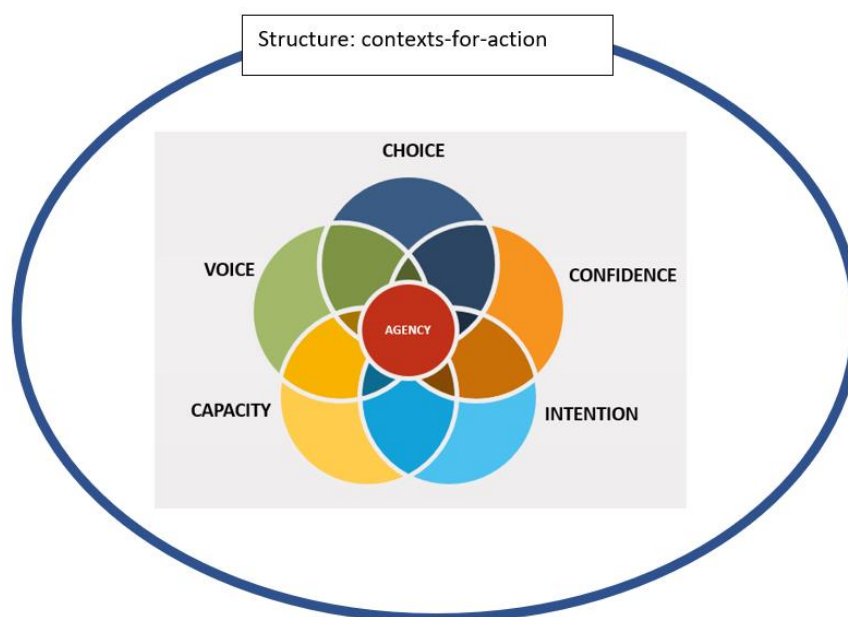 Structure: contexts-for-action
CHOICE
VOICE
CONFIDENCE
AGENCY
CAPACITY
INTENTION